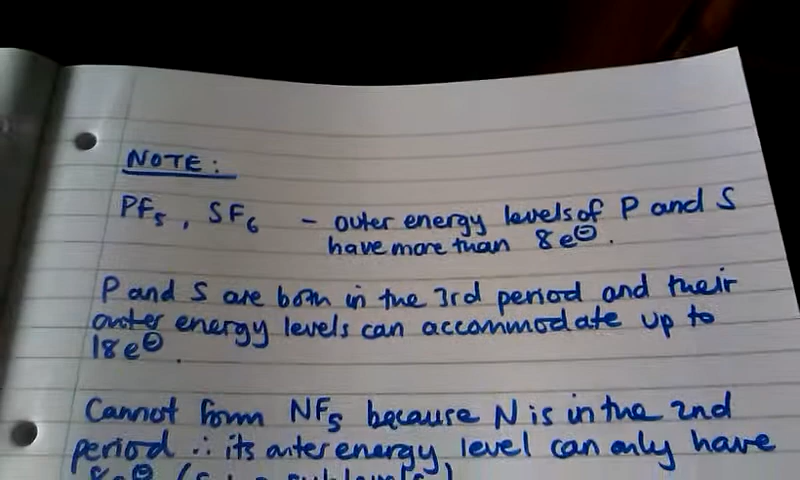 NOTE:
PF₅, SF₆ - outer energy levels of P and S
have more than 8e⊖.
P and S are both in the 3rd period and their
outer energy levels can accommodate up to
18e⊖.
Cannot form NF₅ because N is in the 2nd
period ∴ its outer energy level can only have
8e⊖